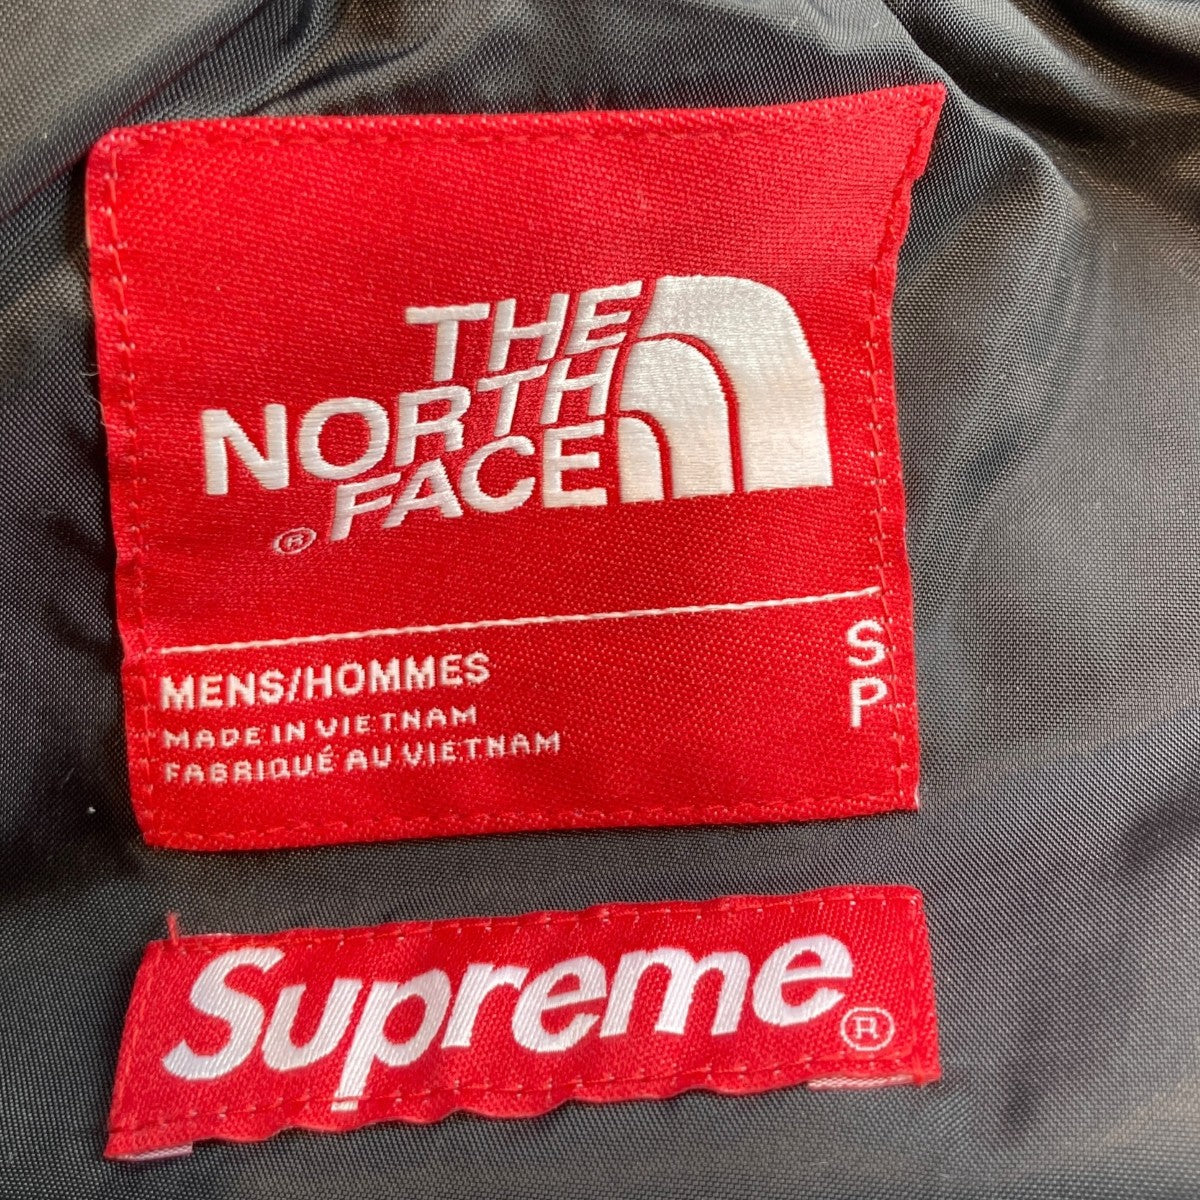 THE
NORTH
FACE
®
MENS/HOMMES
MADE IN VIETNAM
FABRIQUÉ AU VIETNAM
S
P
Supreme
®